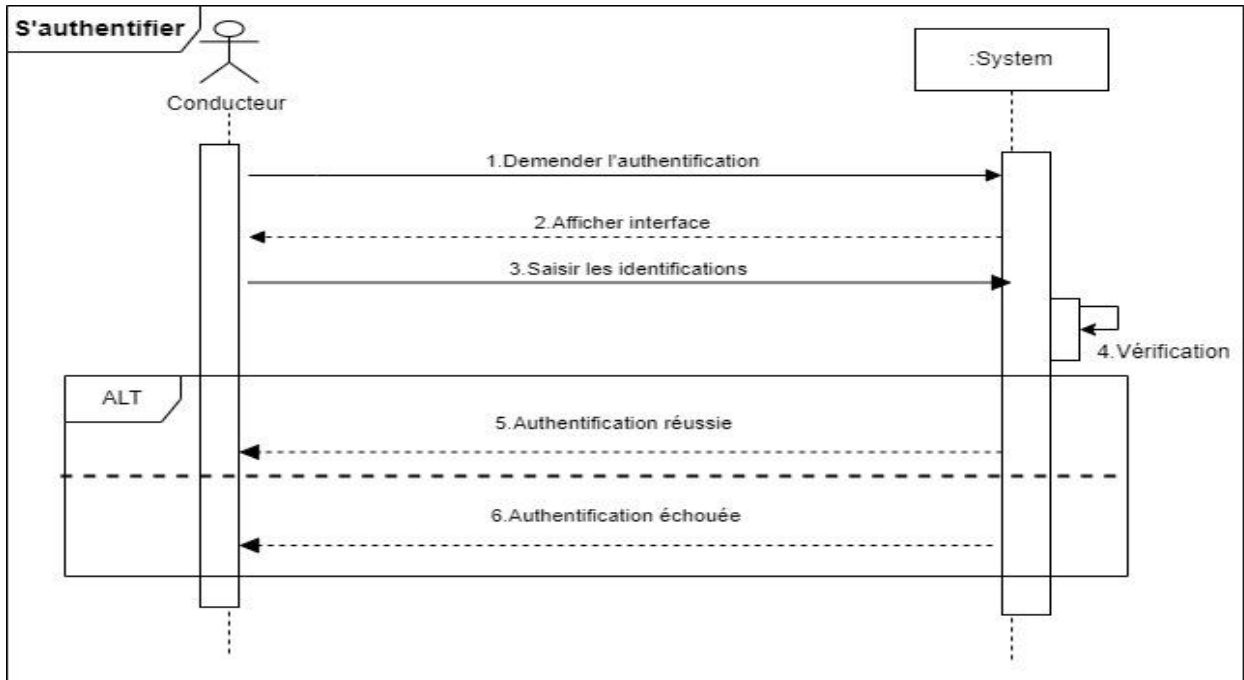 S'authentifier
:System
Conducteur
1.Demender l'authentification
2.Afficher interface
3.Saisir les identifications
4.Vérification
ALT
5.Authentification réussie
6.Authentification échouée